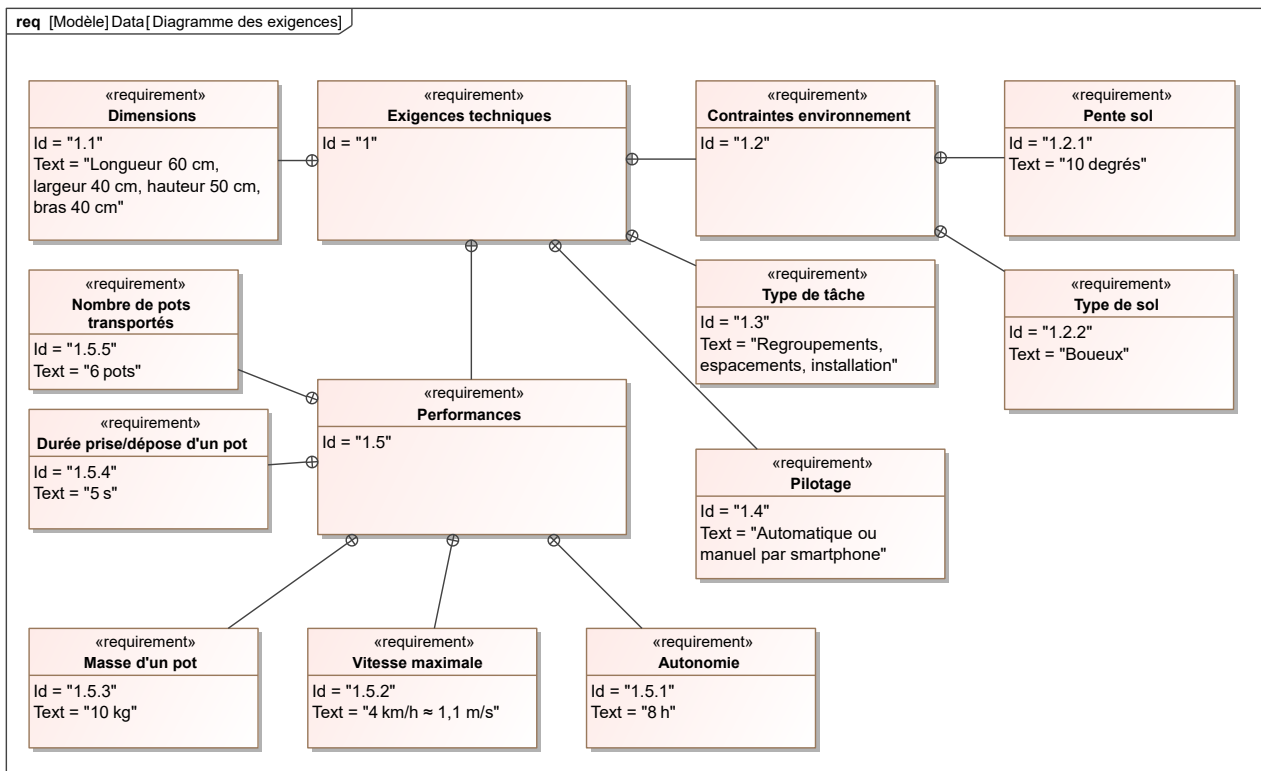 req [Modèle] Data [ Diagramme des exigences]
«requirement»
Dimensions
Id = "1.1"
Text = "Longueur 60 cm,
largeur 40 cm, hauteur 50 cm,
bras 40 cm"
«requirement»
Exigences techniques
Id = "1"
«requirement»
Contraintes environnement
Id = "1.2"
«requirement»
Pente sol
Id = "1.2.1"
Text = "10 degrés"
«requirement»
Nombre de pots
transportés
Id = "1.5.5"
Text = "6 pots"
«requirement»
Type de tâche
Id = "1.3"
Text = "Regroupements,
espacements, installation"
«requirement»
Type de sol
Id = "1.2.2"
Text = "Boueux"
«requirement»
Durée prise/dépose d'un pot
Id = "1.5.4"
Text = "5 s"
«requirement»
Performances
Id = "1.5"
«requirement»
Pilotage
Id = "1.4"
Text = "Automatique ou
manuel par smartphone"
«requirement»
Masse d'un pot
Id = "1.5.3"
Text = "10 kg"
«requirement»
Vitesse maximale
Id = "1.5.2"
Text = "4 km/h ≈ 1,1 m/s"
«requirement»
Autonomie
Id = "1.5.1"
Text = "8 h"